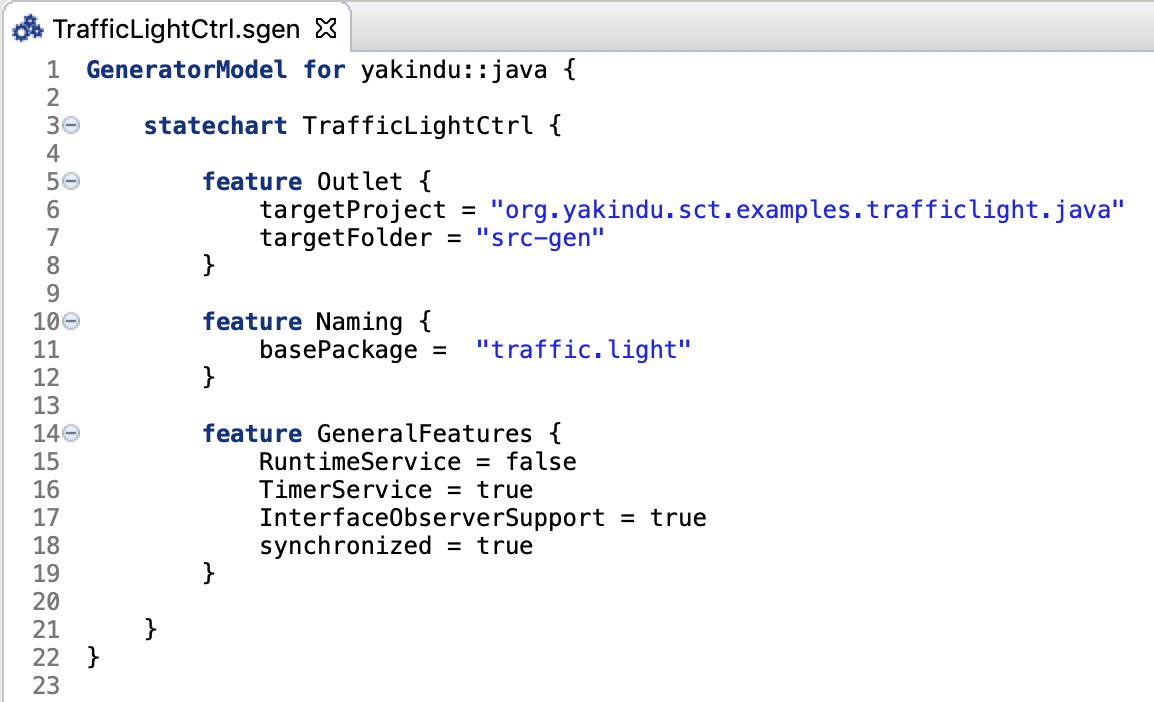 TrafficLightCtrl.sgen
1 GeneratorModel for yakindu::java {
2
3 statechart TrafficLightCtrl {
4
5 feature Outlet {
6 targetProject = "org.yakindu.sct.examples.trafficlight.java"
7 targetFolder = "src-gen"
8 }
9
10 feature Naming {
11 basePackage =  "traffic.light"
12 }
13
14 feature GeneralFeatures {
15 RuntimeService = false
16 TimerService = true
17 InterfaceObserverSupport = true
18 synchronized = true
19 }
20
21 }
22 }
23